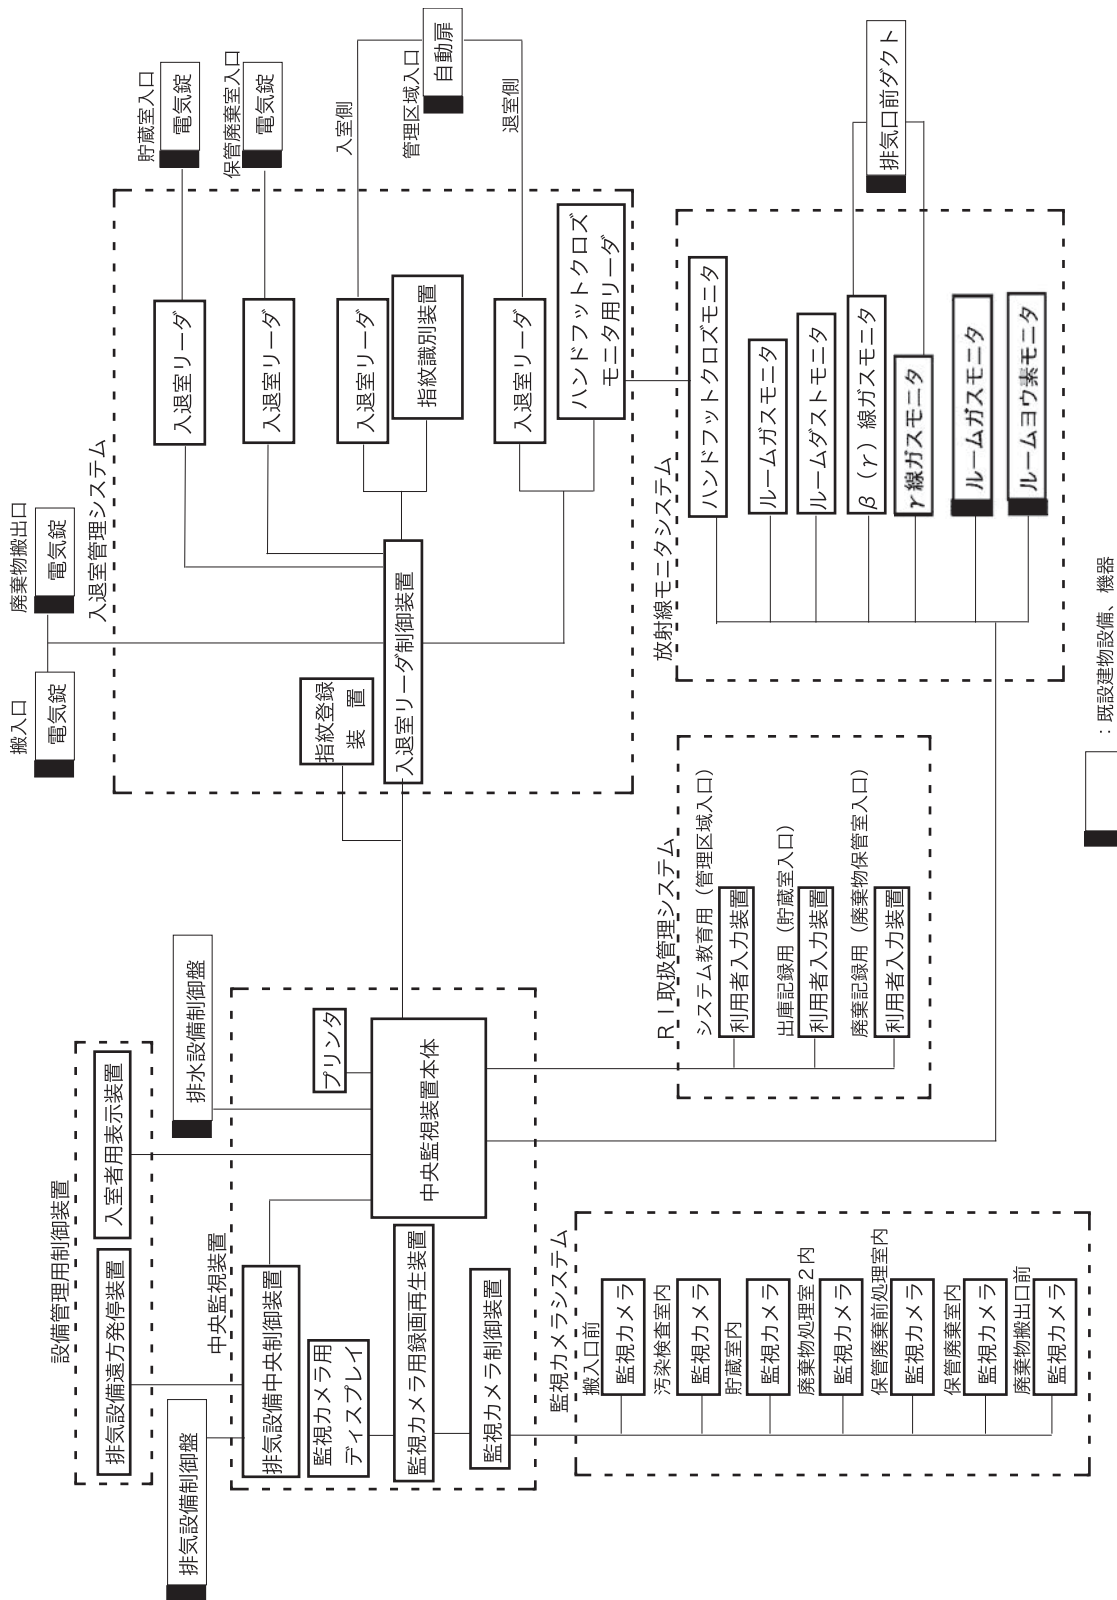 設備管理用制御装置
排気設備遠方発停装置
入室者用表示装置
排気設備制御盤
排水設備制御盤
中央監視装置
排気設備中央制御装置
監視カメラ用
ディスプレイ
監視カメラ用録画再生装置
監視カメラ制御装置
中央監視装置本体
プリンタ
監視カメラシステム
搬入口前
監視カメラ
汚染検査室内
監視カメラ
貯蔵室内
監視カメラ
廃棄物処理室2内
監視カメラ
保管廃棄前処理室内
監視カメラ
保管廃棄室内
監視カメラ
廃棄物搬出口前
監視カメラ
RI取扱管理システム
システム教育用(管理区域入口)
利用者入力装置
出庫記録用(貯蔵室入口)
利用者入力装置
廃棄記録用(廃棄物保管室入口)
利用者入力装置
搬入口
電気錠
廃棄物搬出口
電気錠
入退室管理システム
指紋登録
装 置
入退室リーダ制御装置
入退室リーダ
入退室リーダ
入退室リーダ
指紋識別装置
入退室リーダ
ハンドフットクロズ
モニタ用リーダ
貯蔵室入口
電気錠
保管廃棄室入口
電気錠
入室側
管理区域入口
自動扉
退室側
放射線モニタシステム
ハンドフットクロズモニタ
ルームガスモニタ
ルームダストモニタ
β(γ)線ガスモニタ
γ線ガスモニタ
ルームガスモニタ
ルームヨウ素モニタ
排気口前ダクト
:既設建物設備、機器